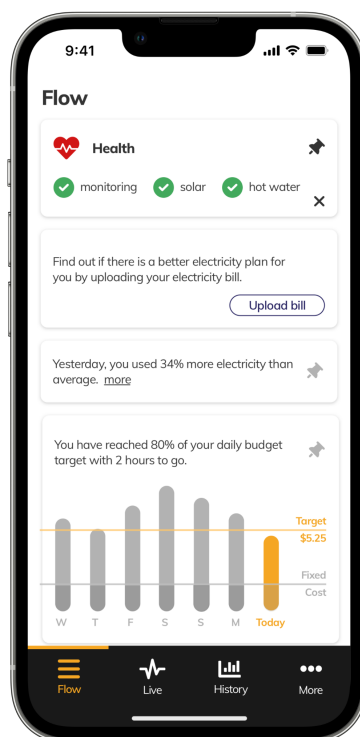 9:41
Flow
Health
monitoring solar hot water
Find out if there is a better electricity plan for
you by uploading your electricity bill.
Upload bill
Yesterday, you used 34% more electricity than
average. more
You have reached 80% of your daily budget
target with 2 hours to go.
Target
$5.25
Fixed
Cost
W T F S S M Today
Flow Live History More